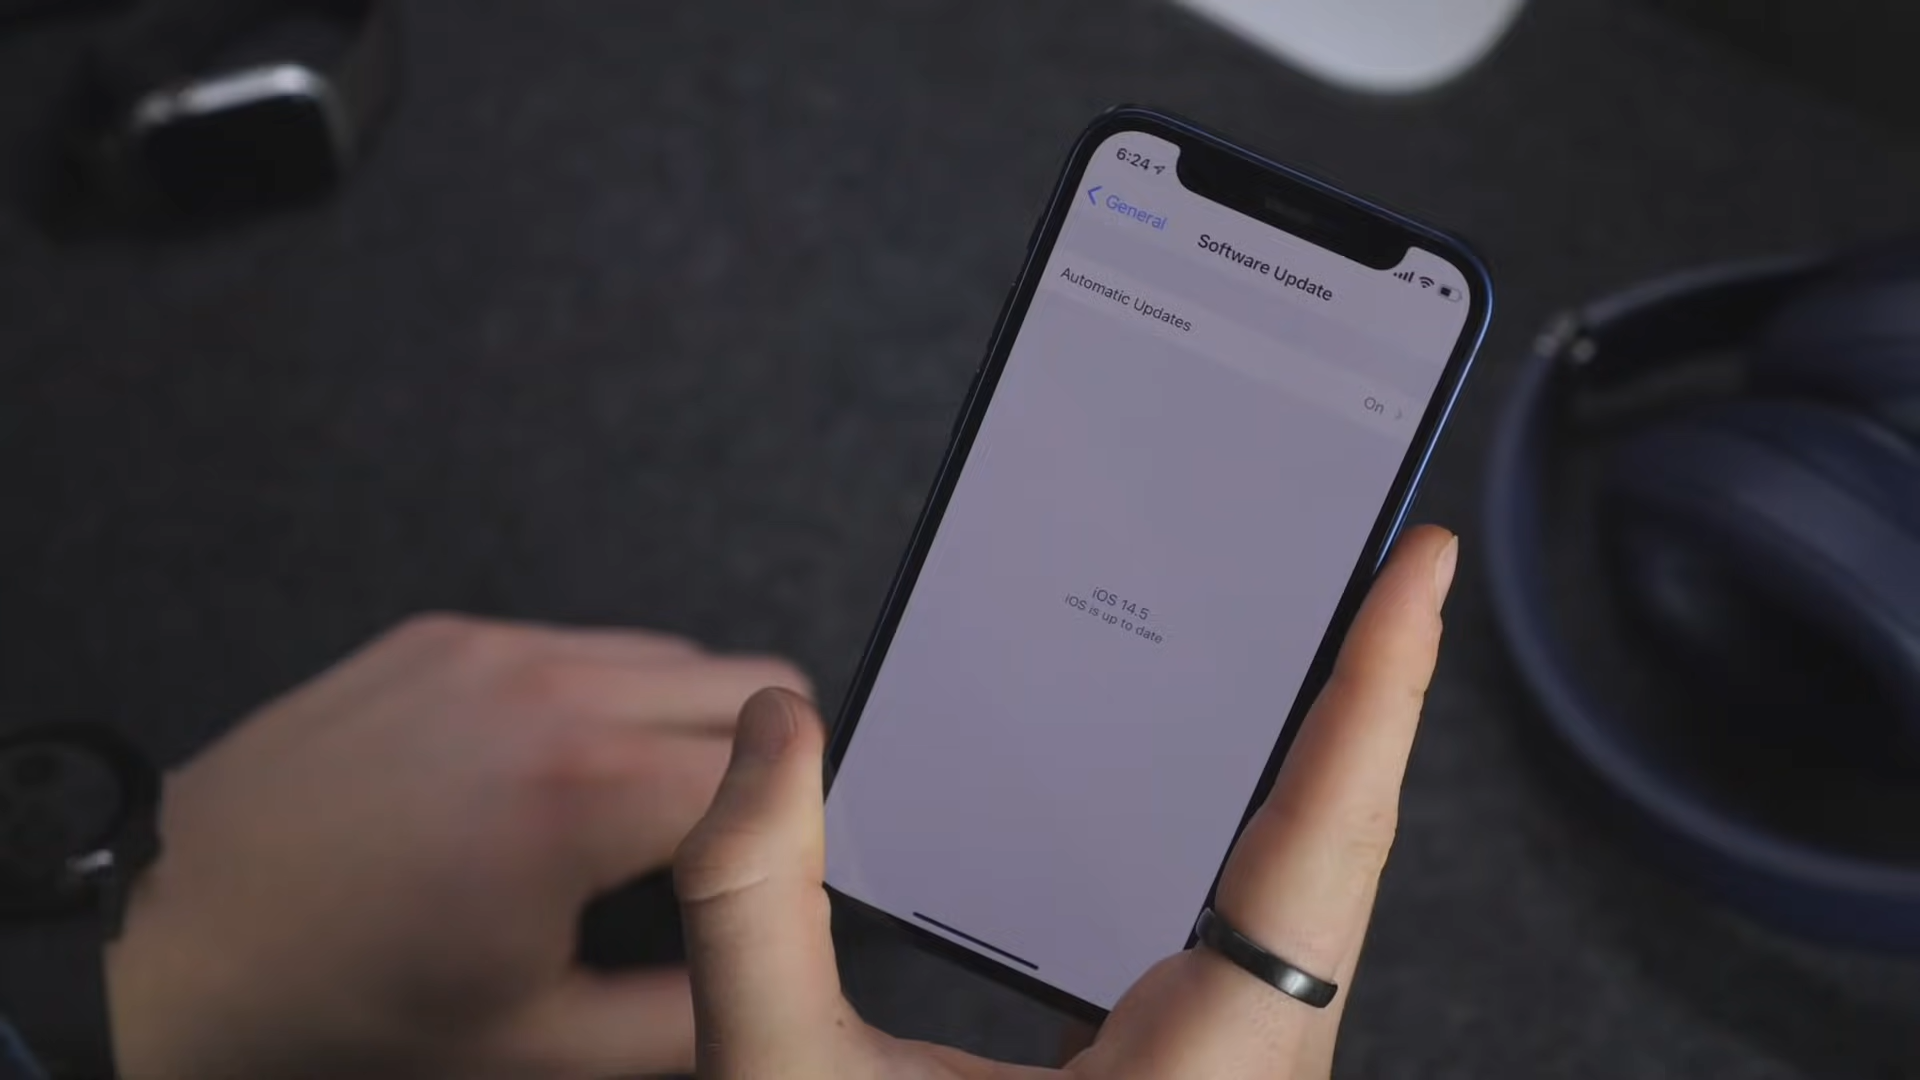 6:24
General
Software Update
Automatic Updates
On
iOS 14.5
iOS is up to date